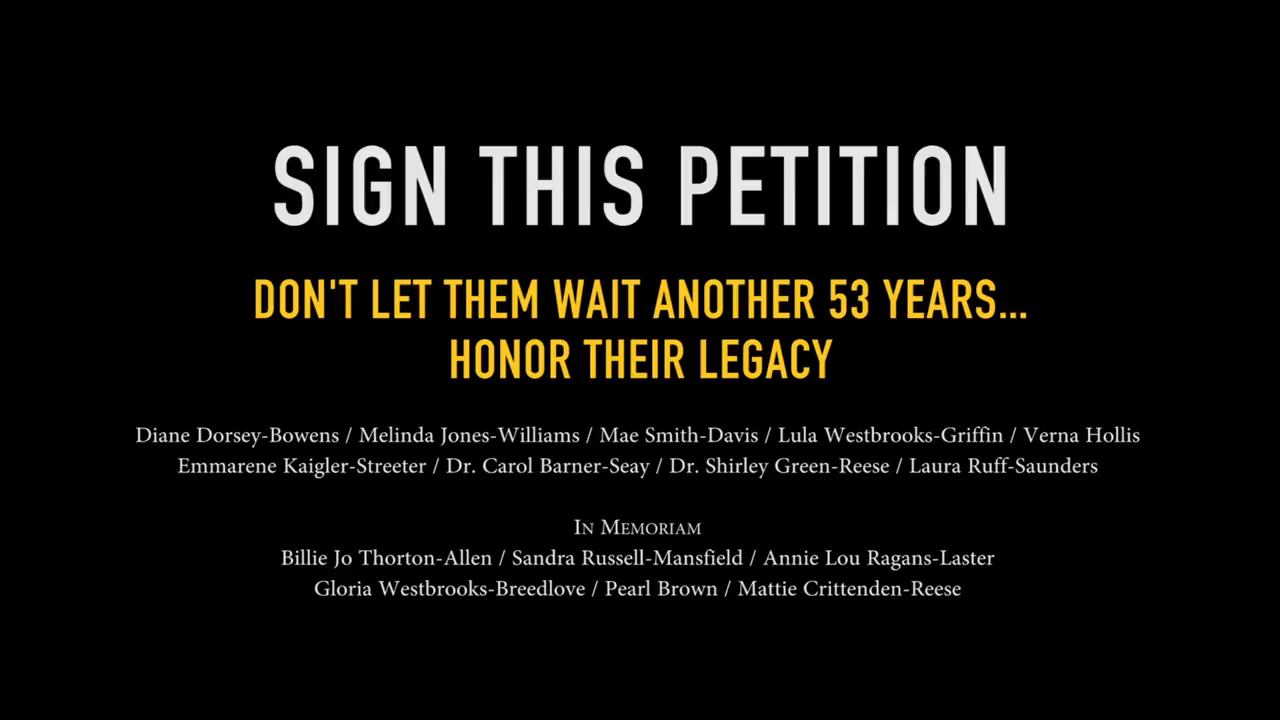 SIGN THIS PETITION
DON'T LET THEM WAIT ANOTHER 53 YEARS...
HONOR THEIR LEGACY
Diane Dorsey-Bowens / Melinda Jones-Williams / Mae Smith-Davis / Lula Westbrooks-Griffin / Verna Hollis
Emmarene Kaigler-Streeter / Dr. Carol Barner-Seay / Dr. Shirley Green-Reese / Laura Ruff-Saunders
In Memoriam
Billie Jo Thorton-Allen / Sandra Russell-Mansfield / Annie Lou Ragans-Laster
Gloria Westbrooks-Breedlove / Pearl Brown / Mattie Crittenden-Reese